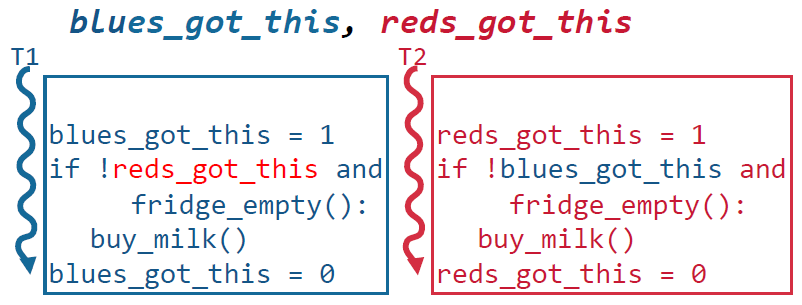 blues_got_this, reds_got_this
T1
blues_got_this = 1
if !reds_got_this and
fridge_empty():
buy_milk()
blues_got_this = 0
T2
reds_got_this = 1
if !blues_got_this and
fridge_empty():
buy_milk()
reds_got_this = 0